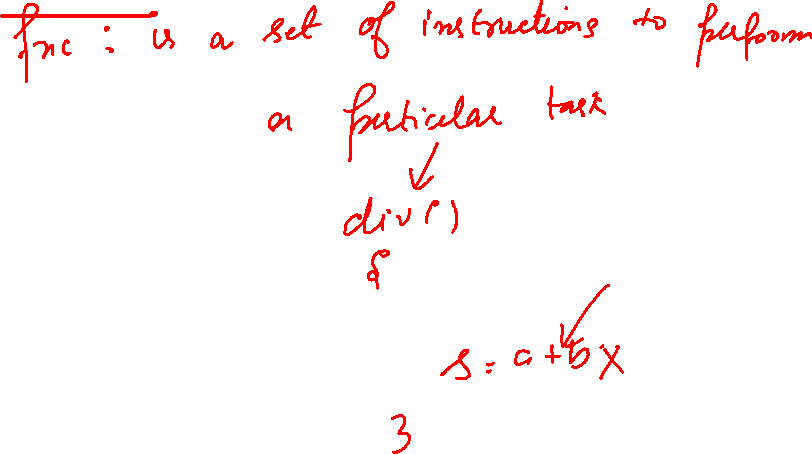 fnc : is a set of instructions to perform
a particular task
div()
{
s = a + b X
}